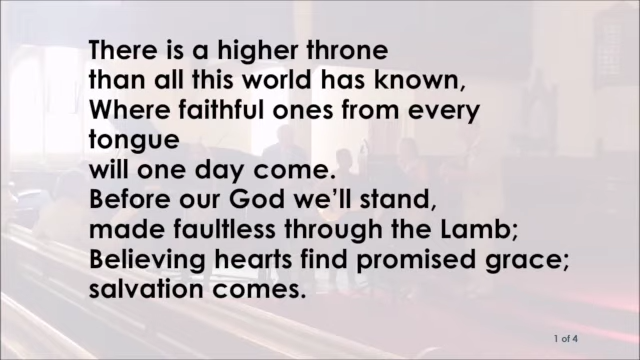 There is a higher throne
than all this world has known,
Where faithful ones from every
tongue
will one day come.
Before our God we’ll stand,
made faultless through the Lamb;
Believing hearts find promised grace;
salvation comes.
1 of 4